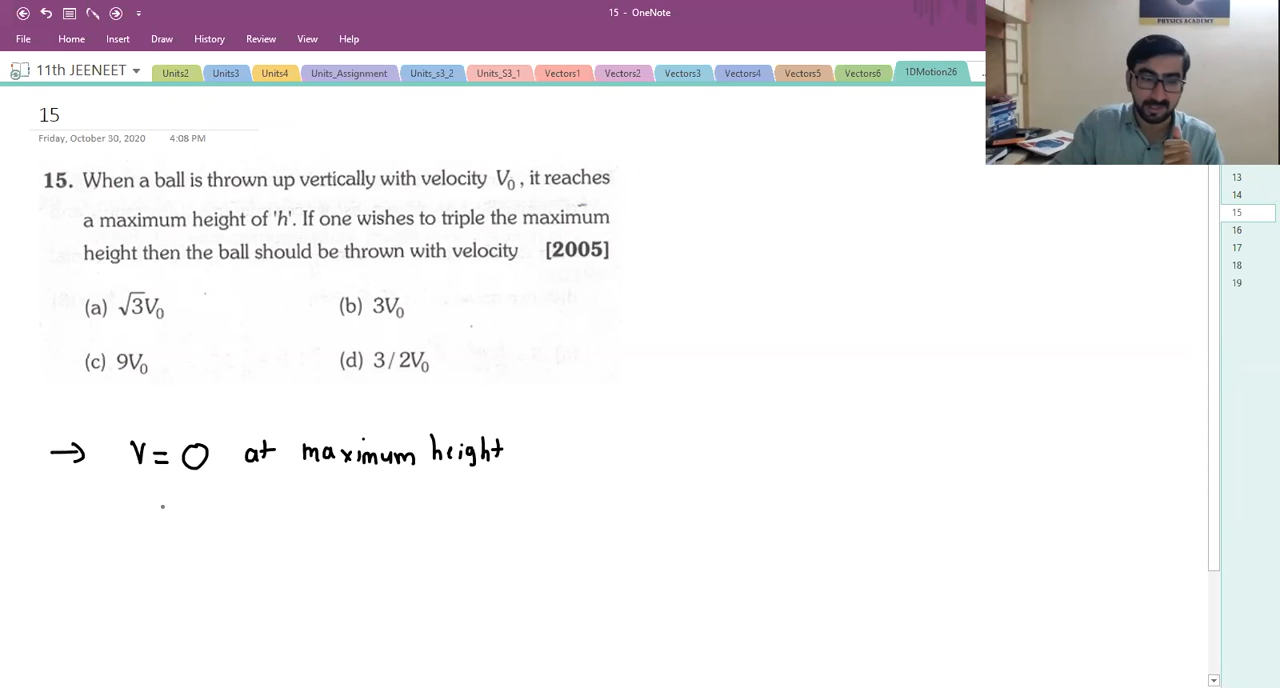 15 - OneNote
PHYSICS ACADEMY
File Home Insert Draw History Review View Help
11th JEENEET
Units2 Units3 Units4 Units_Assignment Units_s3_2 Units_S3_1 Vectors1 Vectors2 Vectors3 Vectors4 Vectors5 Vectors6 1DMotion26
15
Friday, October 30, 2020 4:08 PM
15. When a ball is thrown up vertically with velocity V₀, it reaches
a maximum height of 'h'. If one wishes to triple the maximum
height then the ball should be thrown with velocity [2005]
(a) √3V₀ (b) 3V₀
(c) 9V₀ (d) 3/2V₀
→ v = 0 at maximum height
13
14
15
16
17
18
19